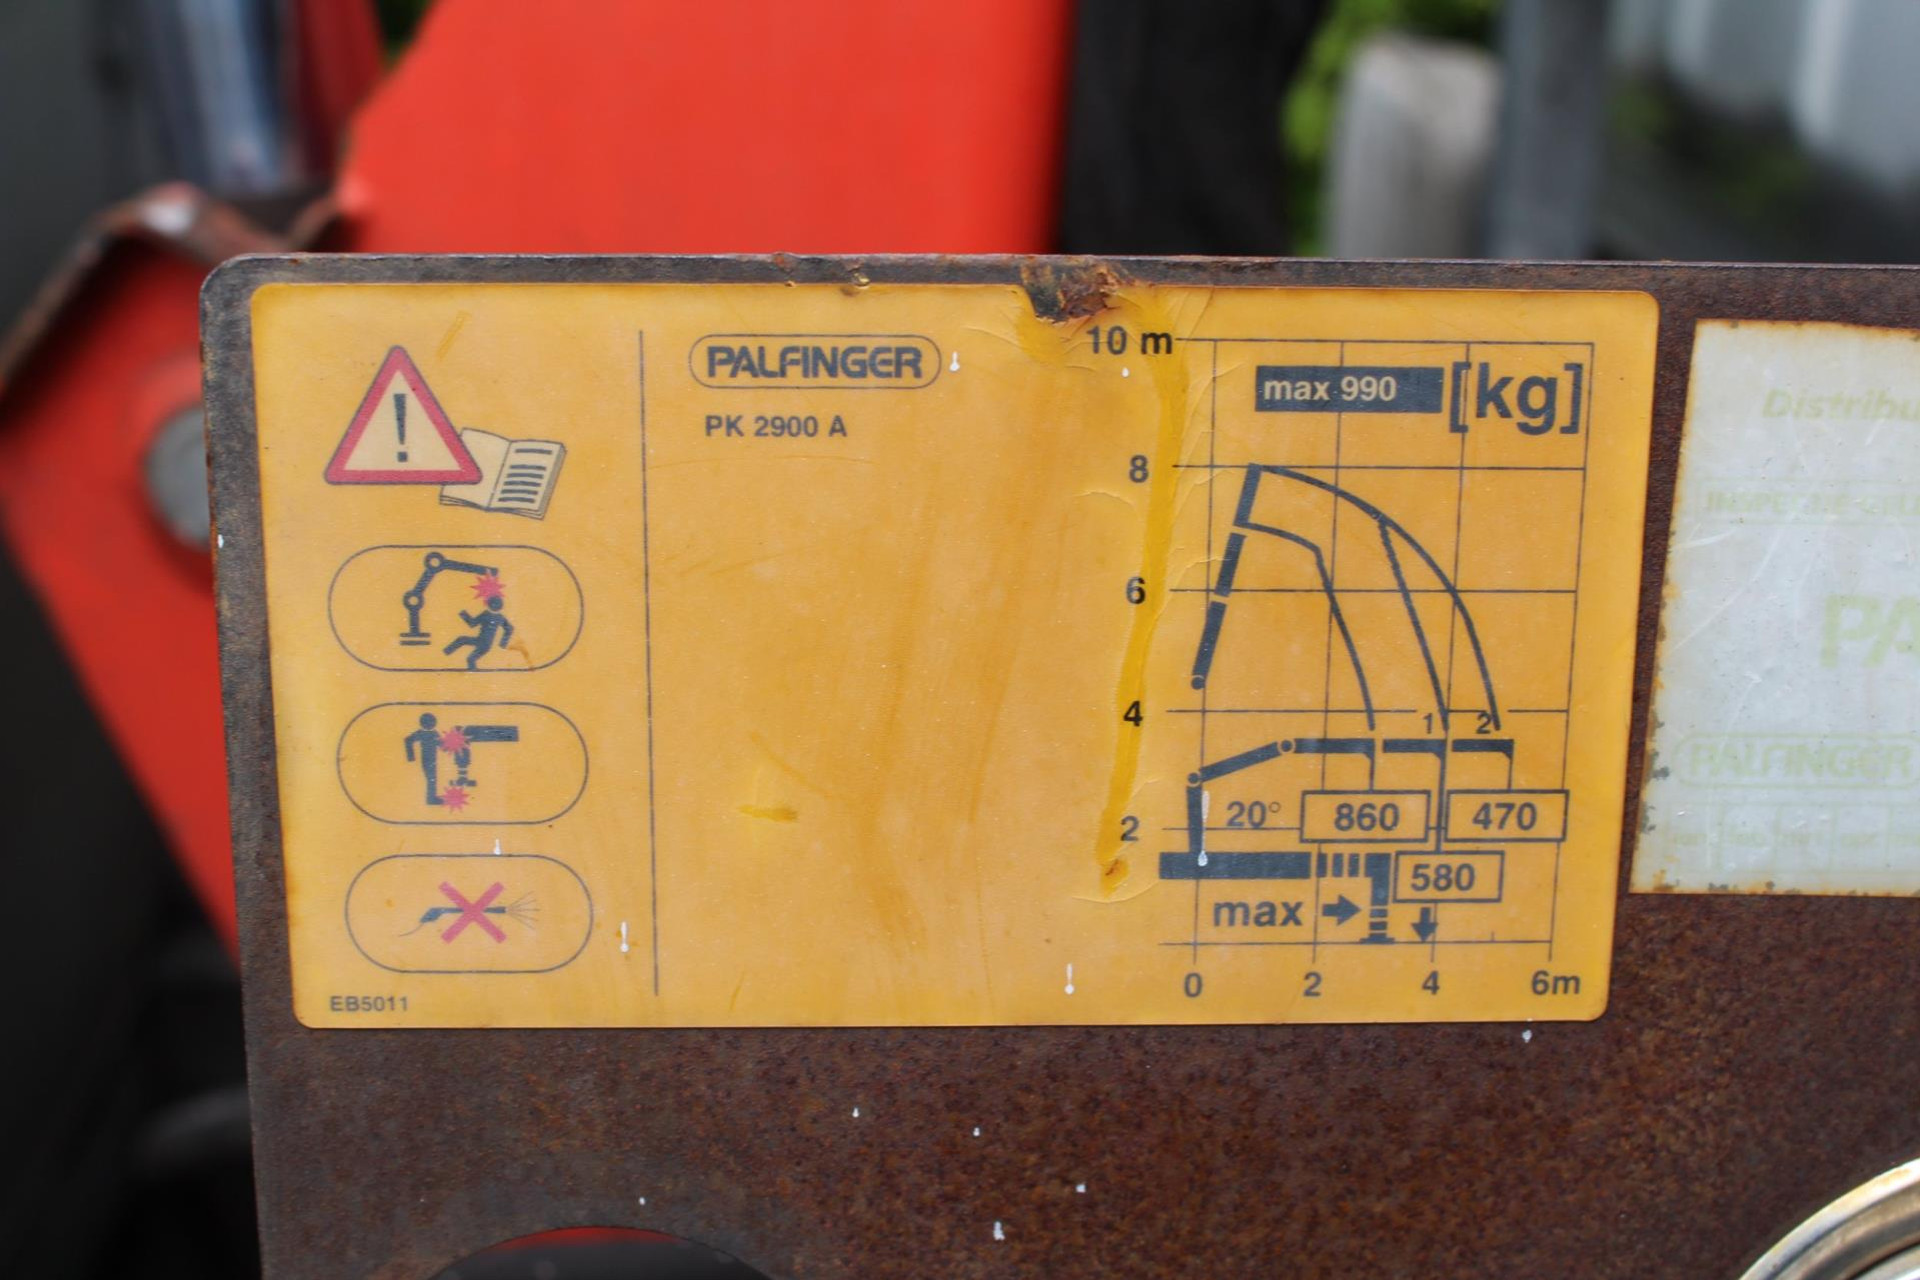 PALFINGER
PK 2900 A
10 m
max 990 [kg]
8
6
4
1 2
2
20° 860 470
580
max
0 2 4 6m
EB5011
PALFINGER